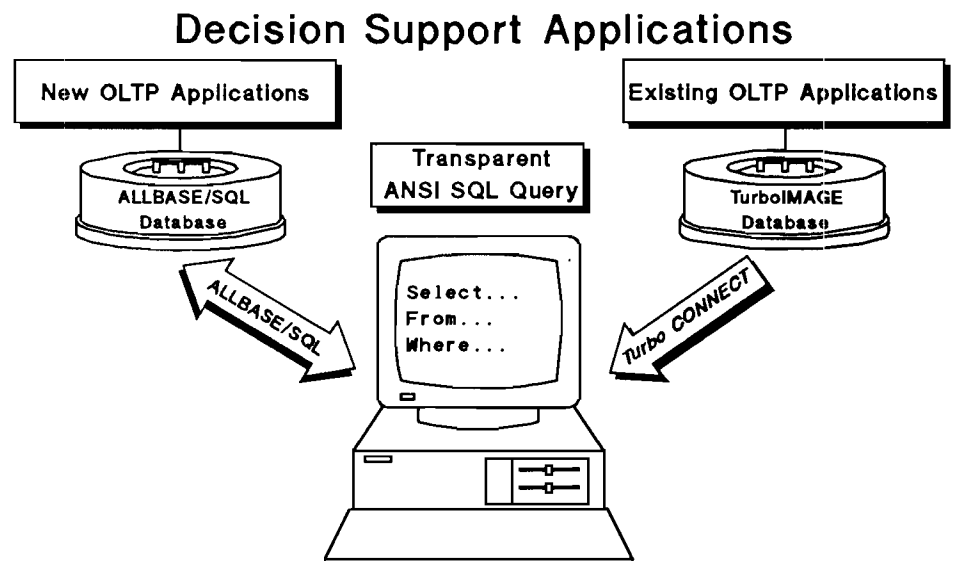 Decision Support Applications
New OLTP Applications
Existing OLTP Applications
Transparent
ANSI SQL Query
ALLBASE/SQL
Database
TurboIMAGE
Database
ALLBASE/SQL
Turbo CONNECT
Select...
From...
Where...